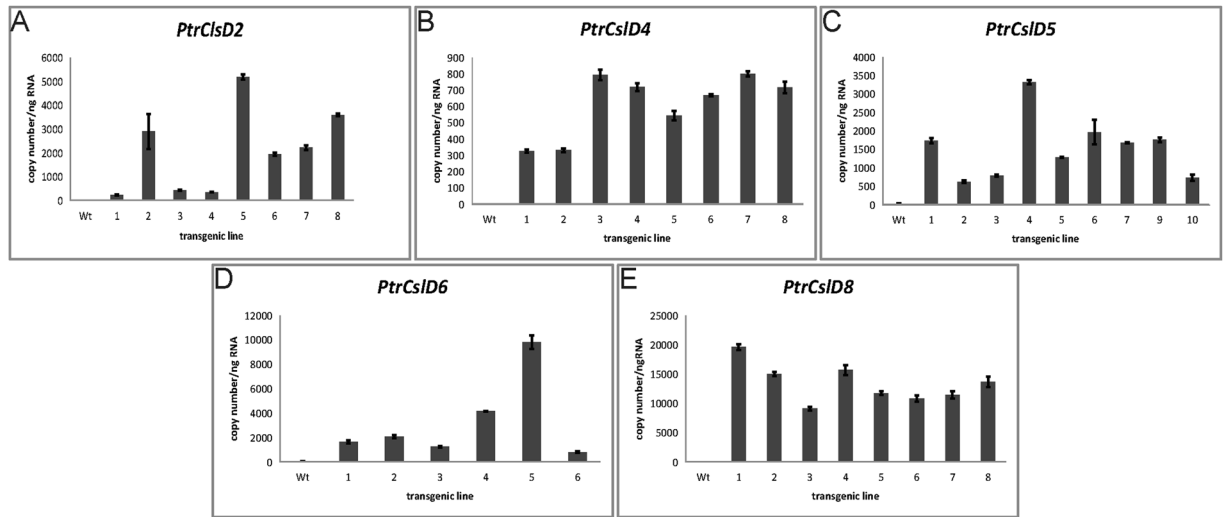 A
PtrClsD2
copy number/ng RNA
6000
5000
4000
3000
2000
1000
0
Wt 1 2 3 4 5 6 7 8
transgenic line
B
PtrCslD4
copy number/ng RNA
900
800
700
600
500
400
300
200
100
0
Wt 1 2 3 4 5 6 7 8
transgenic line
C
PtrCslD5
copy number/ng RNA
4000
3500
3000
2500
2000
1500
1000
500
0
Wt 1 2 3 4 5 6 7 9 10
transgenic line
D
PtrCslD6
copy number/ng RNA
12000
10000
8000
6000
4000
2000
0
Wt 1 2 3 4 5 6
transgenic line
E
PtrCslD8
copy number/ngRNA
25000
20000
15000
10000
5000
0
Wt 1 2 3 4 5 6 7 8
transgenic line